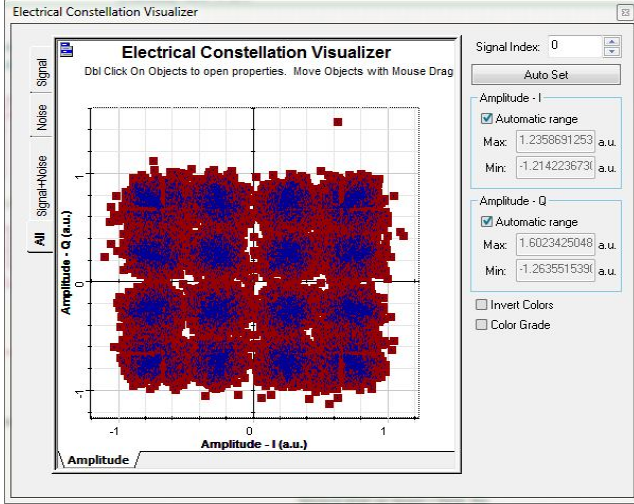 Electrical Constellation Visualizer
Electrical Constellation Visualizer
Dbl Click On Objects to open properties. Move Objects with Mouse Drag
Signal
Noise
Signal+Noise
All
Amplitude - Q (a.u.)
1
0
-1
-1
0
1
Amplitude - I (a.u.)
Amplitude
Signal Index: 0
Auto Set
Amplitude - I
Automatic range
Max: 1.2358691253 a.u.
Min: -1.214223673( a.u.
Amplitude - Q
Automatic range
Max: 1.6023425048 a.u.
Min: -1.263551539( a.u.
Invert Colors
Color Grade